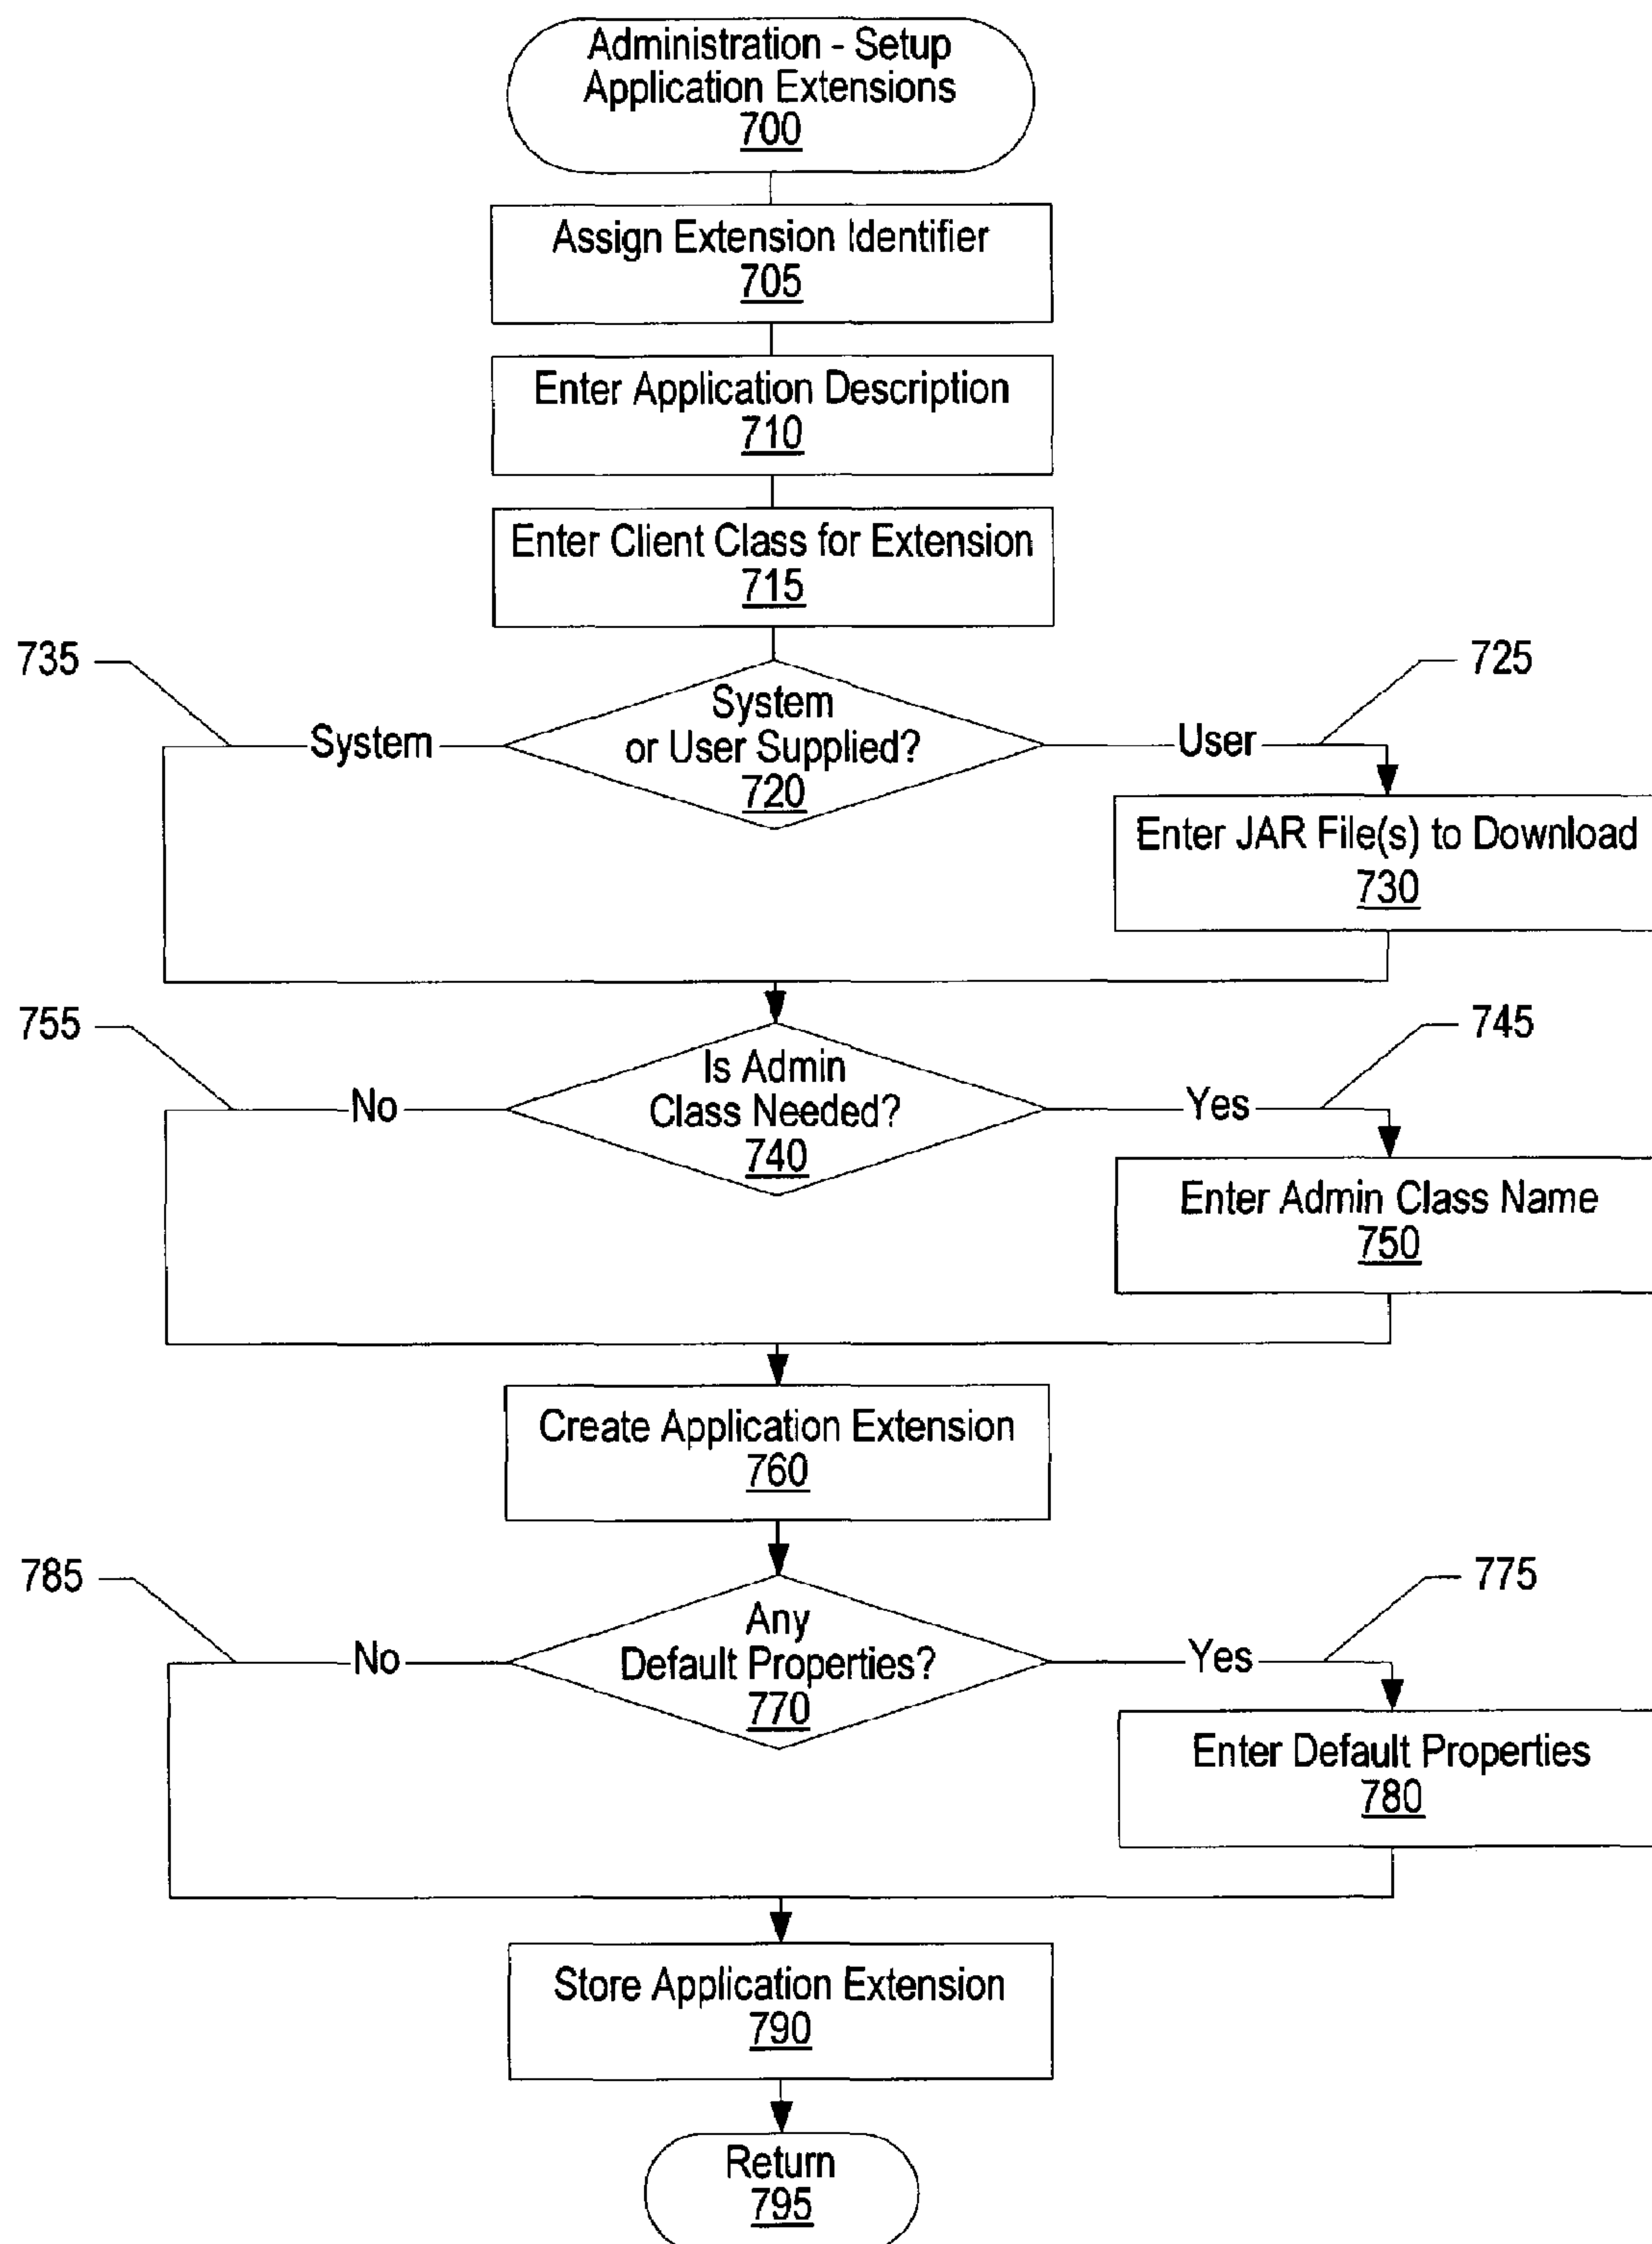 Administration - Setup
Application Extensions
700
Assign Extension Identifier
705
Enter Application Description
710
Enter Client Class for Extension
715
735
725
System
System
or User Supplied?
720
User
Enter JAR File(s) to Download
730
755
745
No
Is Admin
Class Needed?
740
Yes
Enter Admin Class Name
750
Create Application Extension
760
785
775
No
Any
Default Properties?
770
Yes
Enter Default Properties
780
Store Application Extension
790
Return
795